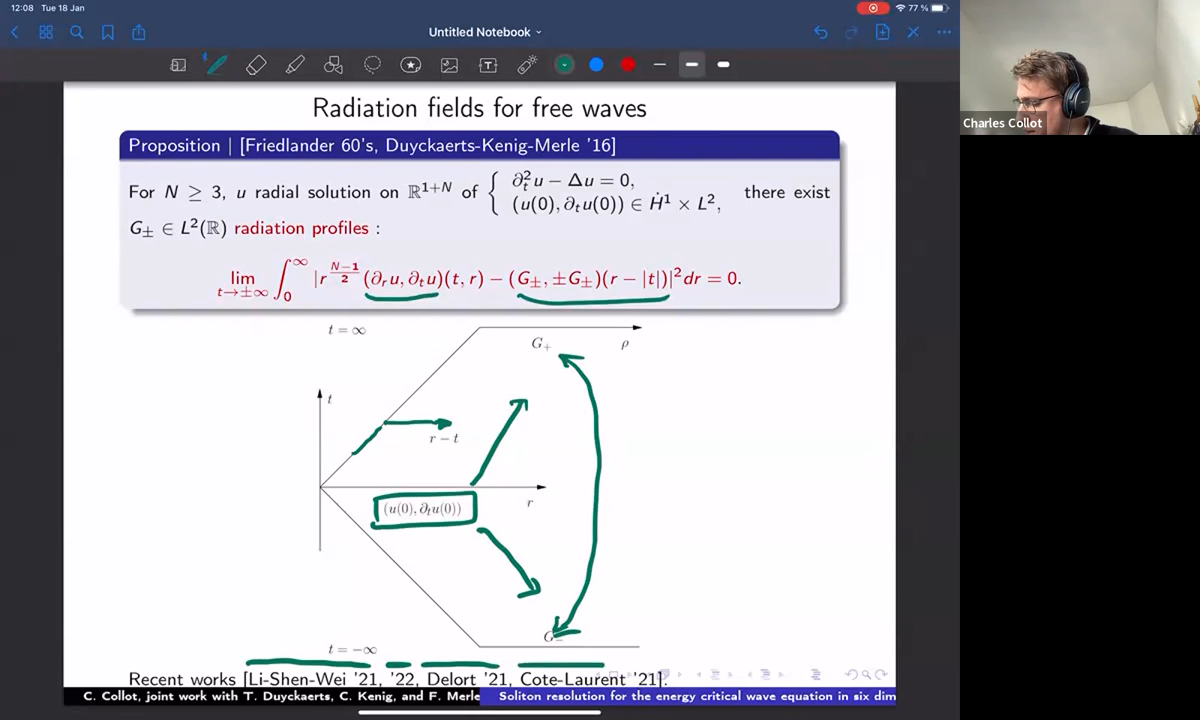 12:08 Tue 18 Jan
77 %
Untitled Notebook
Radiation fields for free waves
Proposition | [Friedlander 60's, Duyckaerts-Kenig-Merle '16]
For N ≥ 3, u radial solution on ℝ^{1+N} of { ∂_t^2 u − Δu = 0, (u(0), ∂_t u(0)) ∈ Ḣ^1 × L^2, there exist
G_± ∈ L^2(ℝ) radiation profiles :
lim_{t→±∞} ∫_0^∞ |r^{\frac{N−1}{2}} (∂_r u, ∂_t u)(t, r) − (G_±, ±G_±)(r − |t|)|^2 dr = 0.
t = ∞
G_+
ρ
t
r − t
(u(0), ∂_t u(0))
r
G_−
t = −∞
Recent works [Li-Shen-Wei '21, '22, Delort '21, Cote-Laurent '21].
C. Collot, joint work with T. Duyckaerts, C. Kenig, and F. Merle
Soliton resolution for the energy critical wave equation in six dim
Charles Collot